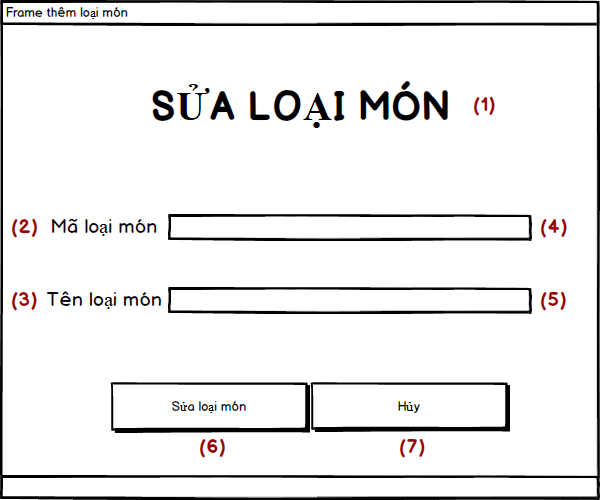 Frame thêm loại món
SỬA LOẠI MÓN (1)
(2) Mã loại món (4)
(3) Tên loại món (5)
Sửa loại món Hủy
(6) (7)